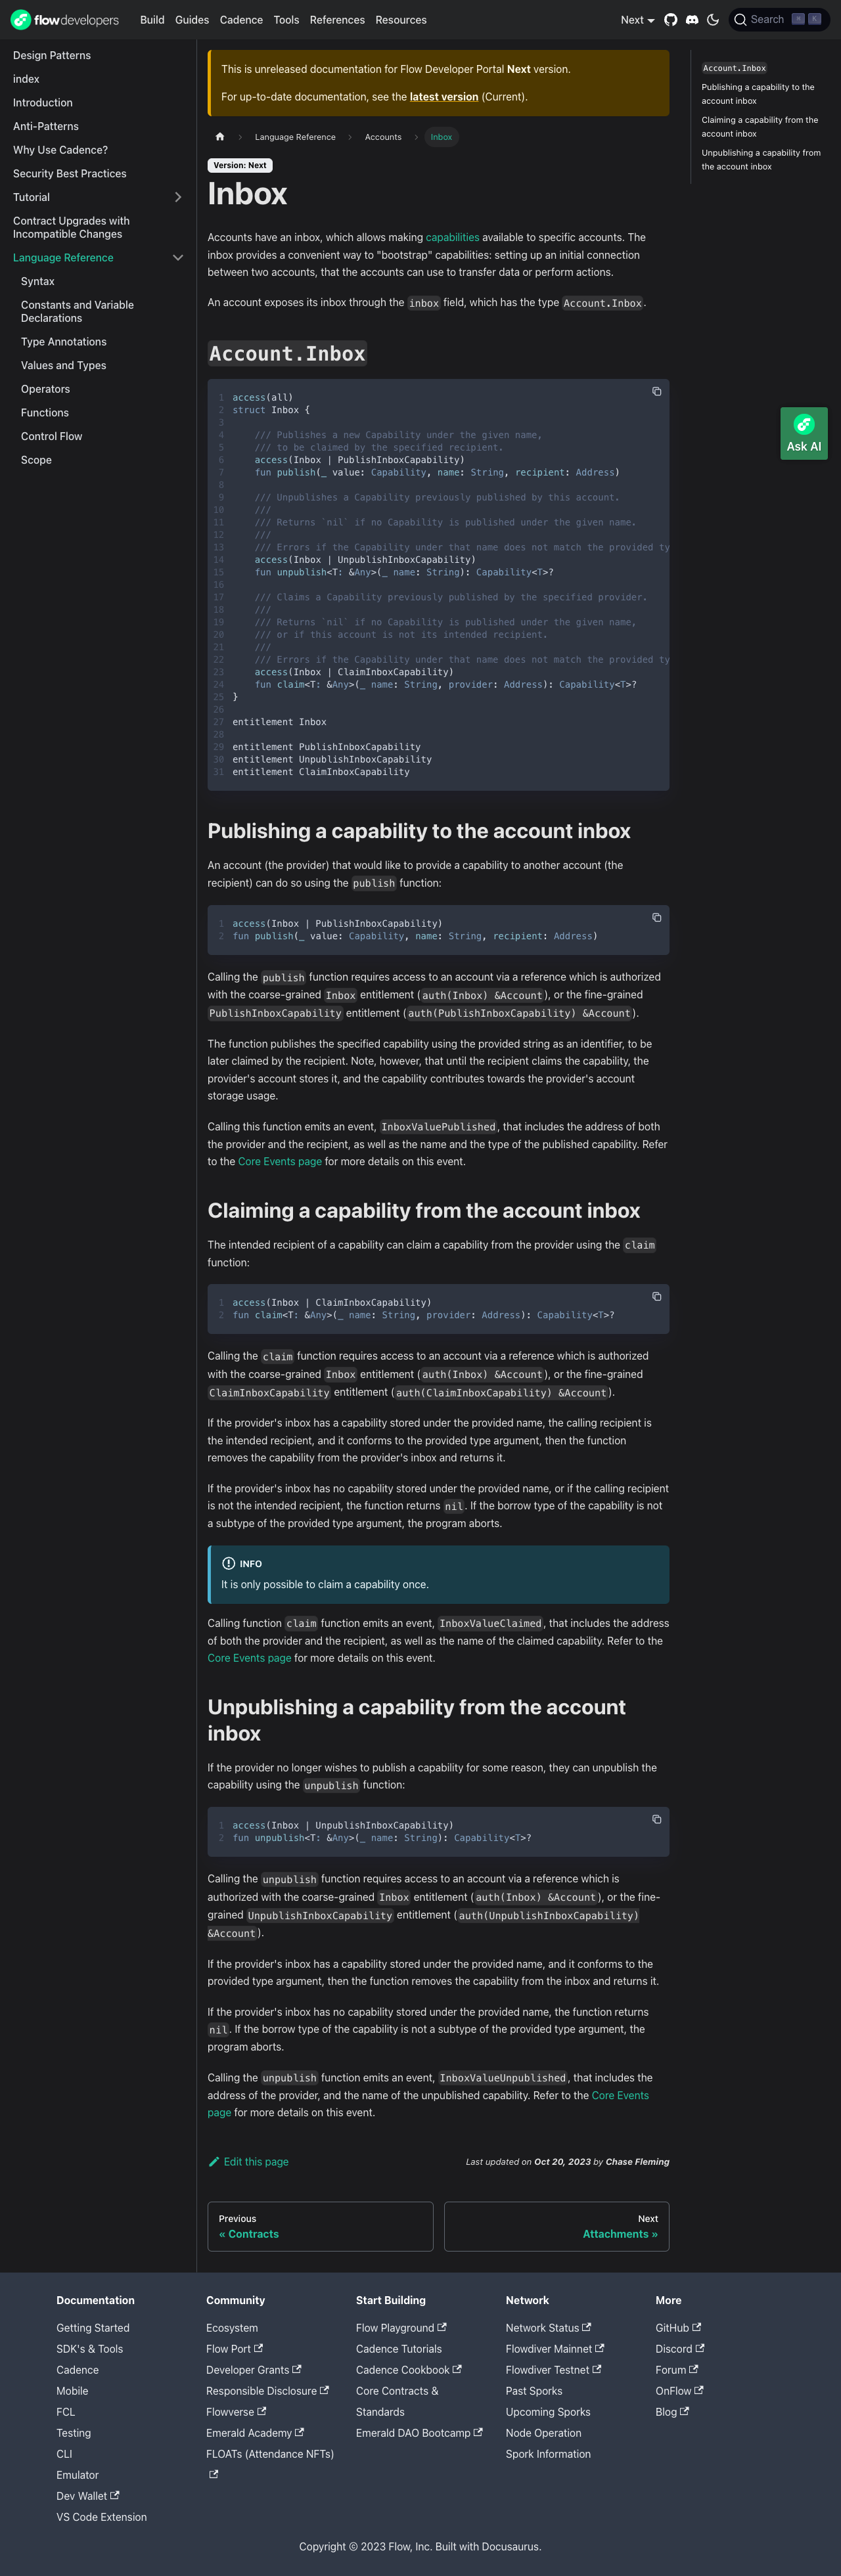 flowdevelopers Build Guides Cadence Tools References Resources Next Search ⌘ K
Design Patterns
index
Introduction
Anti-Patterns
Why Use Cadence?
Security Best Practices
Tutorial
Contract Upgrades with
Incompatible Changes
Language Reference
Syntax
Constants and Variable
Declarations
Type Annotations
Values and Types
Operators
Functions
Control Flow
Scope
This is unreleased documentation for Flow Developer Portal Next version.
For up-to-date documentation, see the latest version (Current).
Language Reference Accounts Inbox
Version: Next
Inbox
Accounts have an inbox, which allows making capabilities available to specific accounts. The
inbox provides a convenient way to "bootstrap" capabilities: setting up an initial connection
between two accounts, that the accounts can use to transfer data or perform actions.
An account exposes its inbox through the inbox field, which has the type Account.Inbox.
Account.Inbox
1 access(all)
2 struct Inbox {
3
4 /// Publishes a new Capability under the given name,
5 /// to be claimed by the specified recipient.
6 access(Inbox | PublishInboxCapability)
7 fun publish(_ value: Capability, name: String, recipient: Address)
8
9 /// Unpublishes a Capability previously published by this account.
10 ///
11 /// Returns `nil` if no Capability is published under the given name.
12 ///
13 /// Errors if the Capability under that name does not match the provided ty
14 access(Inbox | UnpublishInboxCapability)
15 fun unpublish<T: &Any>(_ name: String): Capability<T>?
16
17 /// Claims a Capability previously published by the specified provider.
18 ///
19 /// Returns `nil` if no Capability is published under the given name,
20 /// or if this account is not its intended recipient.
21 ///
22 /// Errors if the Capability under that name does not match the provided ty
23 access(Inbox | ClaimInboxCapability)
24 fun claim<T: &Any>(_ name: String, provider: Address): Capability<T>?
25 }
26
27 entitlement Inbox
28
29 entitlement PublishInboxCapability
30 entitlement UnpublishInboxCapability
31 entitlement ClaimInboxCapability
Publishing a capability to the account inbox
An account (the provider) that would like to provide a capability to another account (the
recipient) can do so using the publish function:
1 access(Inbox | PublishInboxCapability)
2 fun publish(_ value: Capability, name: String, recipient: Address)
Calling the publish function requires access to an account via a reference which is authorized
with the coarse-grained Inbox entitlement (auth(Inbox) &Account), or the fine-grained
PublishInboxCapability entitlement (auth(PublishInboxCapability) &Account).
The function publishes the specified capability using the provided string as an identifier, to be
later claimed by the recipient. Note, however, that until the recipient claims the capability, the
provider's account stores it, and the capability contributes towards the provider's account
storage usage.
Calling this function emits an event, InboxValuePublished, that includes the address of both
the provider and the recipient, as well as the name and the type of the published capability. Refer
to the Core Events page for more details on this event.
Claiming a capability from the account inbox
The intended recipient of a capability can claim a capability from the provider using the claim
function:
1 access(Inbox | ClaimInboxCapability)
2 fun claim<T: &Any>(_ name: String, provider: Address): Capability<T>?
Calling the claim function requires access to an account via a reference which is authorized
with the coarse-grained Inbox entitlement (auth(Inbox) &Account), or the fine-grained
ClaimInboxCapability entitlement (auth(ClaimInboxCapability) &Account).
If the provider's inbox has a capability stored under the provided name, the calling recipient is
the intended recipient, and it conforms to the provided type argument, then the function
removes the capability from the provider's inbox and returns it.
If the provider's inbox has no capability stored under the provided name, or if the calling recipient
is not the intended recipient, the function returns nil. If the borrow type of the capability is not
a subtype of the provided type argument, the program aborts.
INFO
It is only possible to claim a capability once.
Calling function claim function emits an event, InboxValueClaimed, that includes the address
of both the provider and the recipient, as well as the name of the claimed capability. Refer to the
Core Events page for more details on this event.
Unpublishing a capability from the account
inbox
If the provider no longer wishes to publish a capability for some reason, they can unpublish the
capability using the unpublish function:
1 access(Inbox | UnpublishInboxCapability)
2 fun unpublish<T: &Any>(_ name: String): Capability<T>?
Calling the unpublish function requires access to an account via a reference which is
authorized with the coarse-grained Inbox entitlement (auth(Inbox) &Account), or the fine-
grained UnpublishInboxCapability entitlement (auth(UnpublishInboxCapability)
&Account).
If the provider's inbox has a capability stored under the provided name, and it conforms to the
provided type argument, then the function removes the capability from the inbox and returns it.
If the provider's inbox has no capability stored under the provided name, the function returns
nil. If the borrow type of the capability is not a subtype of the provided type argument, the
program aborts.
Calling the unpublish function emits an event, InboxValueUnpublished, that includes the
address of the provider, and the name of the unpublished capability. Refer to the Core Events
page for more details on this event.
Edit this page Last updated on Oct 20, 2023 by Chase Fleming
Previous
« Contracts
Next
Attachments »
Account.Inbox
Publishing a capability to the
account inbox
Claiming a capability from the
account inbox
Unpublishing a capability from
the account inbox
Ask AI
Documentation
Getting Started
SDK's & Tools
Cadence
Mobile
FCL
Testing
CLI
Emulator
Dev Wallet
VS Code Extension
Community
Ecosystem
Flow Port
Developer Grants
Responsible Disclosure
Flowverse
Emerald Academy
FLOATs (Attendance NFTs)
Start Building
Flow Playground
Cadence Tutorials
Cadence Cookbook
Core Contracts &
Standards
Emerald DAO Bootcamp
Network
Network Status
Flowdiver Mainnet
Flowdiver Testnet
Past Sporks
Upcoming Sporks
Node Operation
Spork Information
More
GitHub
Discord
Forum
OnFlow
Blog
Copyright © 2023 Flow, Inc. Built with Docusaurus.